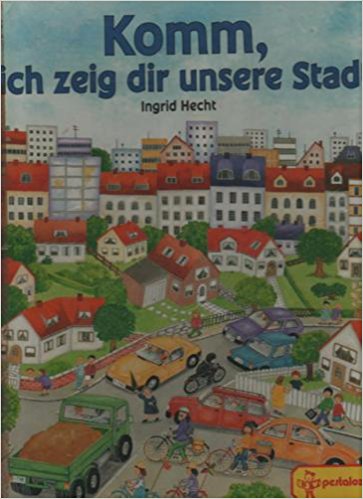 Komm,
ich zeig dir unsere Stad
Ingrid Hecht
pestaloz